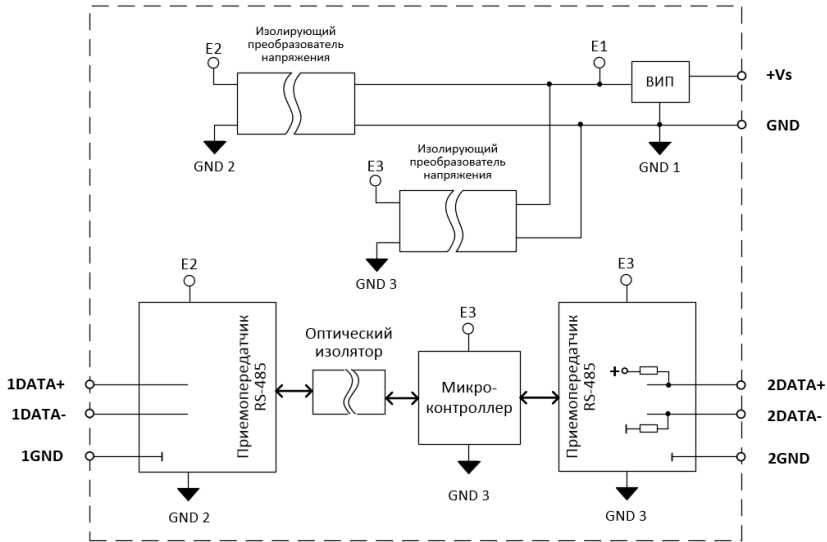 Изолирующий
преобразователь
напряжения
E2
E1
ВИП
+Vs
GND
GND 2
GND 1
Изолирующий
преобразователь
напряжения
E3
GND 3
E2
E3
E3
Оптический
изолятор
Приемопередатчик
RS-485
Микро-
контроллер
Приемопередатчик
RS-485
+
1DATA+
1DATA-
1GND
2DATA+
2DATA-
2GND
GND 2
GND 3
GND 3